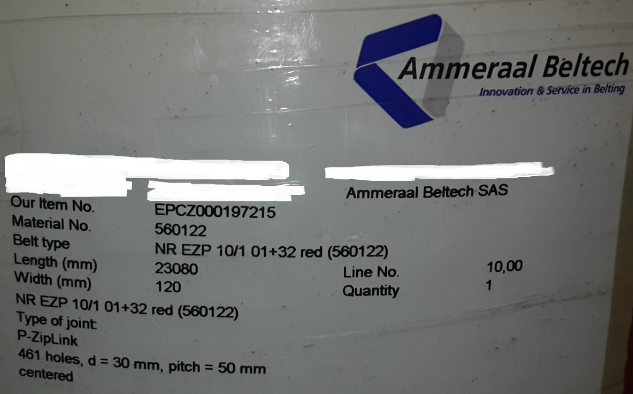 Ammeraal Beltech
Innovation & Service in Belting
Ammeraal Beltech SAS
Our Item No. EPCZ000197215
Material No. 560122
Belt type NR EZP 10/1 01+32 red (560122)
Length (mm) 23080 Line No. 10,00
Width (mm) 120 Quantity 1
NR EZP 10/1 01+32 red (560122)
Type of joint:
P-ZipLink
461 holes, d = 30 mm, pitch = 50 mm
centered